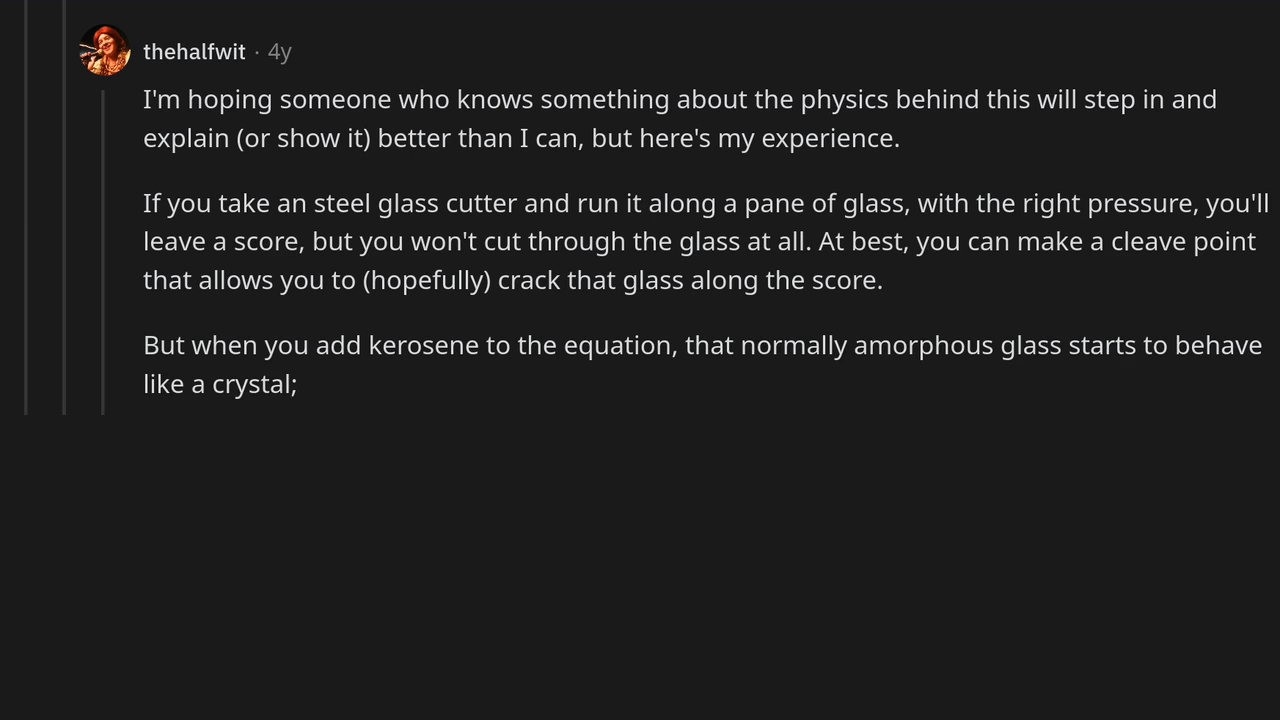 thehalfwit · 4y
I'm hoping someone who knows something about the physics behind this will step in and
explain (or show it) better than I can, but here's my experience.
If you take an steel glass cutter and run it along a pane of glass, with the right pressure, you'll
leave a score, but you won't cut through the glass at all. At best, you can make a cleave point
that allows you to (hopefully) crack that glass along the score.
But when you add kerosene to the equation, that normally amorphous glass starts to behave
like a crystal;